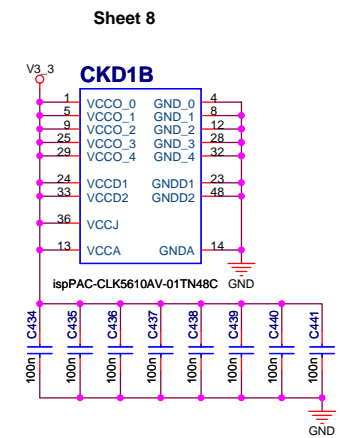 Sheet 8
V3_3
CKD1B
1 VCCO_0 GND_0 4
5 VCCO_1 GND_1 8
9 VCCO_2 GND_2 12
25 VCCO_3 GND_3 28
29 VCCO_4 GND_4 32
24 VCCD1 GNDD1 23
33 VCCD2 GNDD2 48
36 VCCJ
13 VCCA GNDA 14
ispPAC-CLK5610AV-01TN48C GND
C434 C435 C436 C437 C438 C439 C440 C441
100n 100n 100n 100n 100n 100n 100n 100n
GND